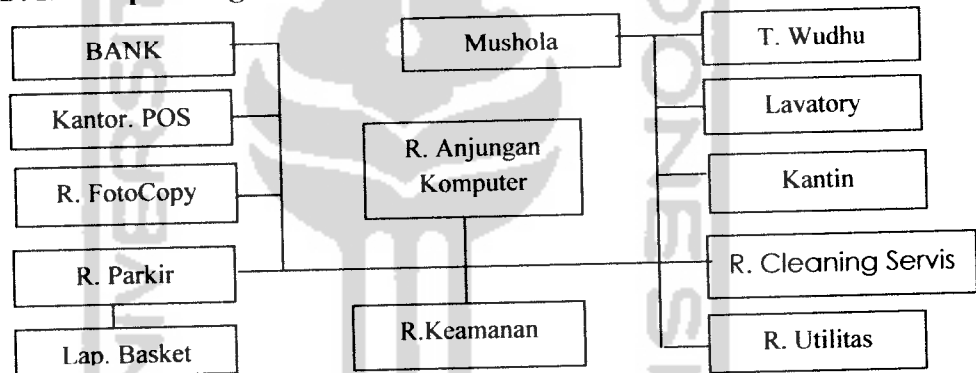 BANK
Mushola
T. Wudhu
Kantor. POS
Lavatory
R. Anjungan
Komputer
R. FotoCopy
Kantin
R. Parkir
R. Cleaning Servis
R.Keamanan
R. Utilitas
Lap. Basket